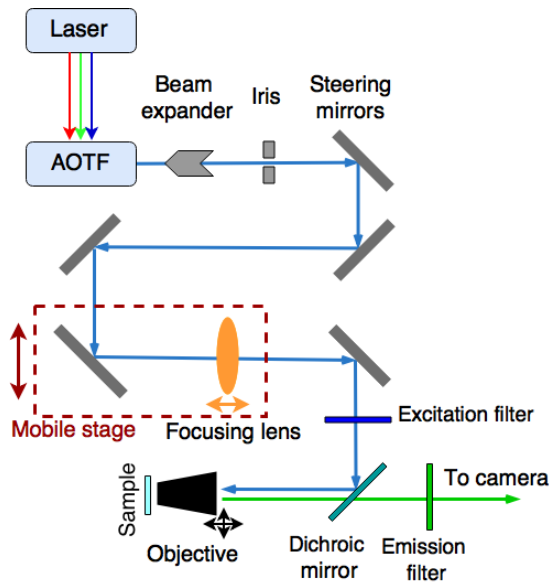 Laser
AOTF
Beam
expander
Iris
Steering
mirrors
Mobile stage
Focusing lens
Excitation filter
Sample
Objective
Dichroic
mirror
To camera
Emission
filter